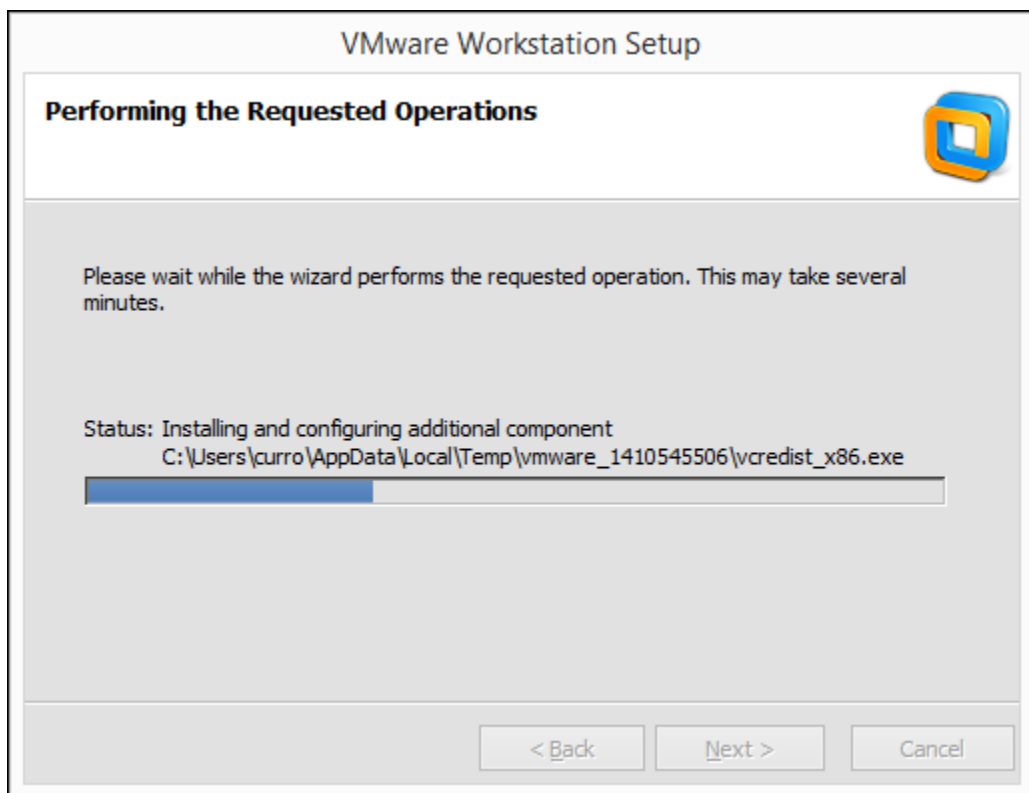 VMware Workstation Setup
Performing the Requested Operations
Please wait while the wizard performs the requested operation. This may take several
minutes.
Status: Installing and configuring additional component
C:\Users\curro\AppData\Local\Temp\vmware_1410545506\vcredist_x86.exe
< Back Next > Cancel